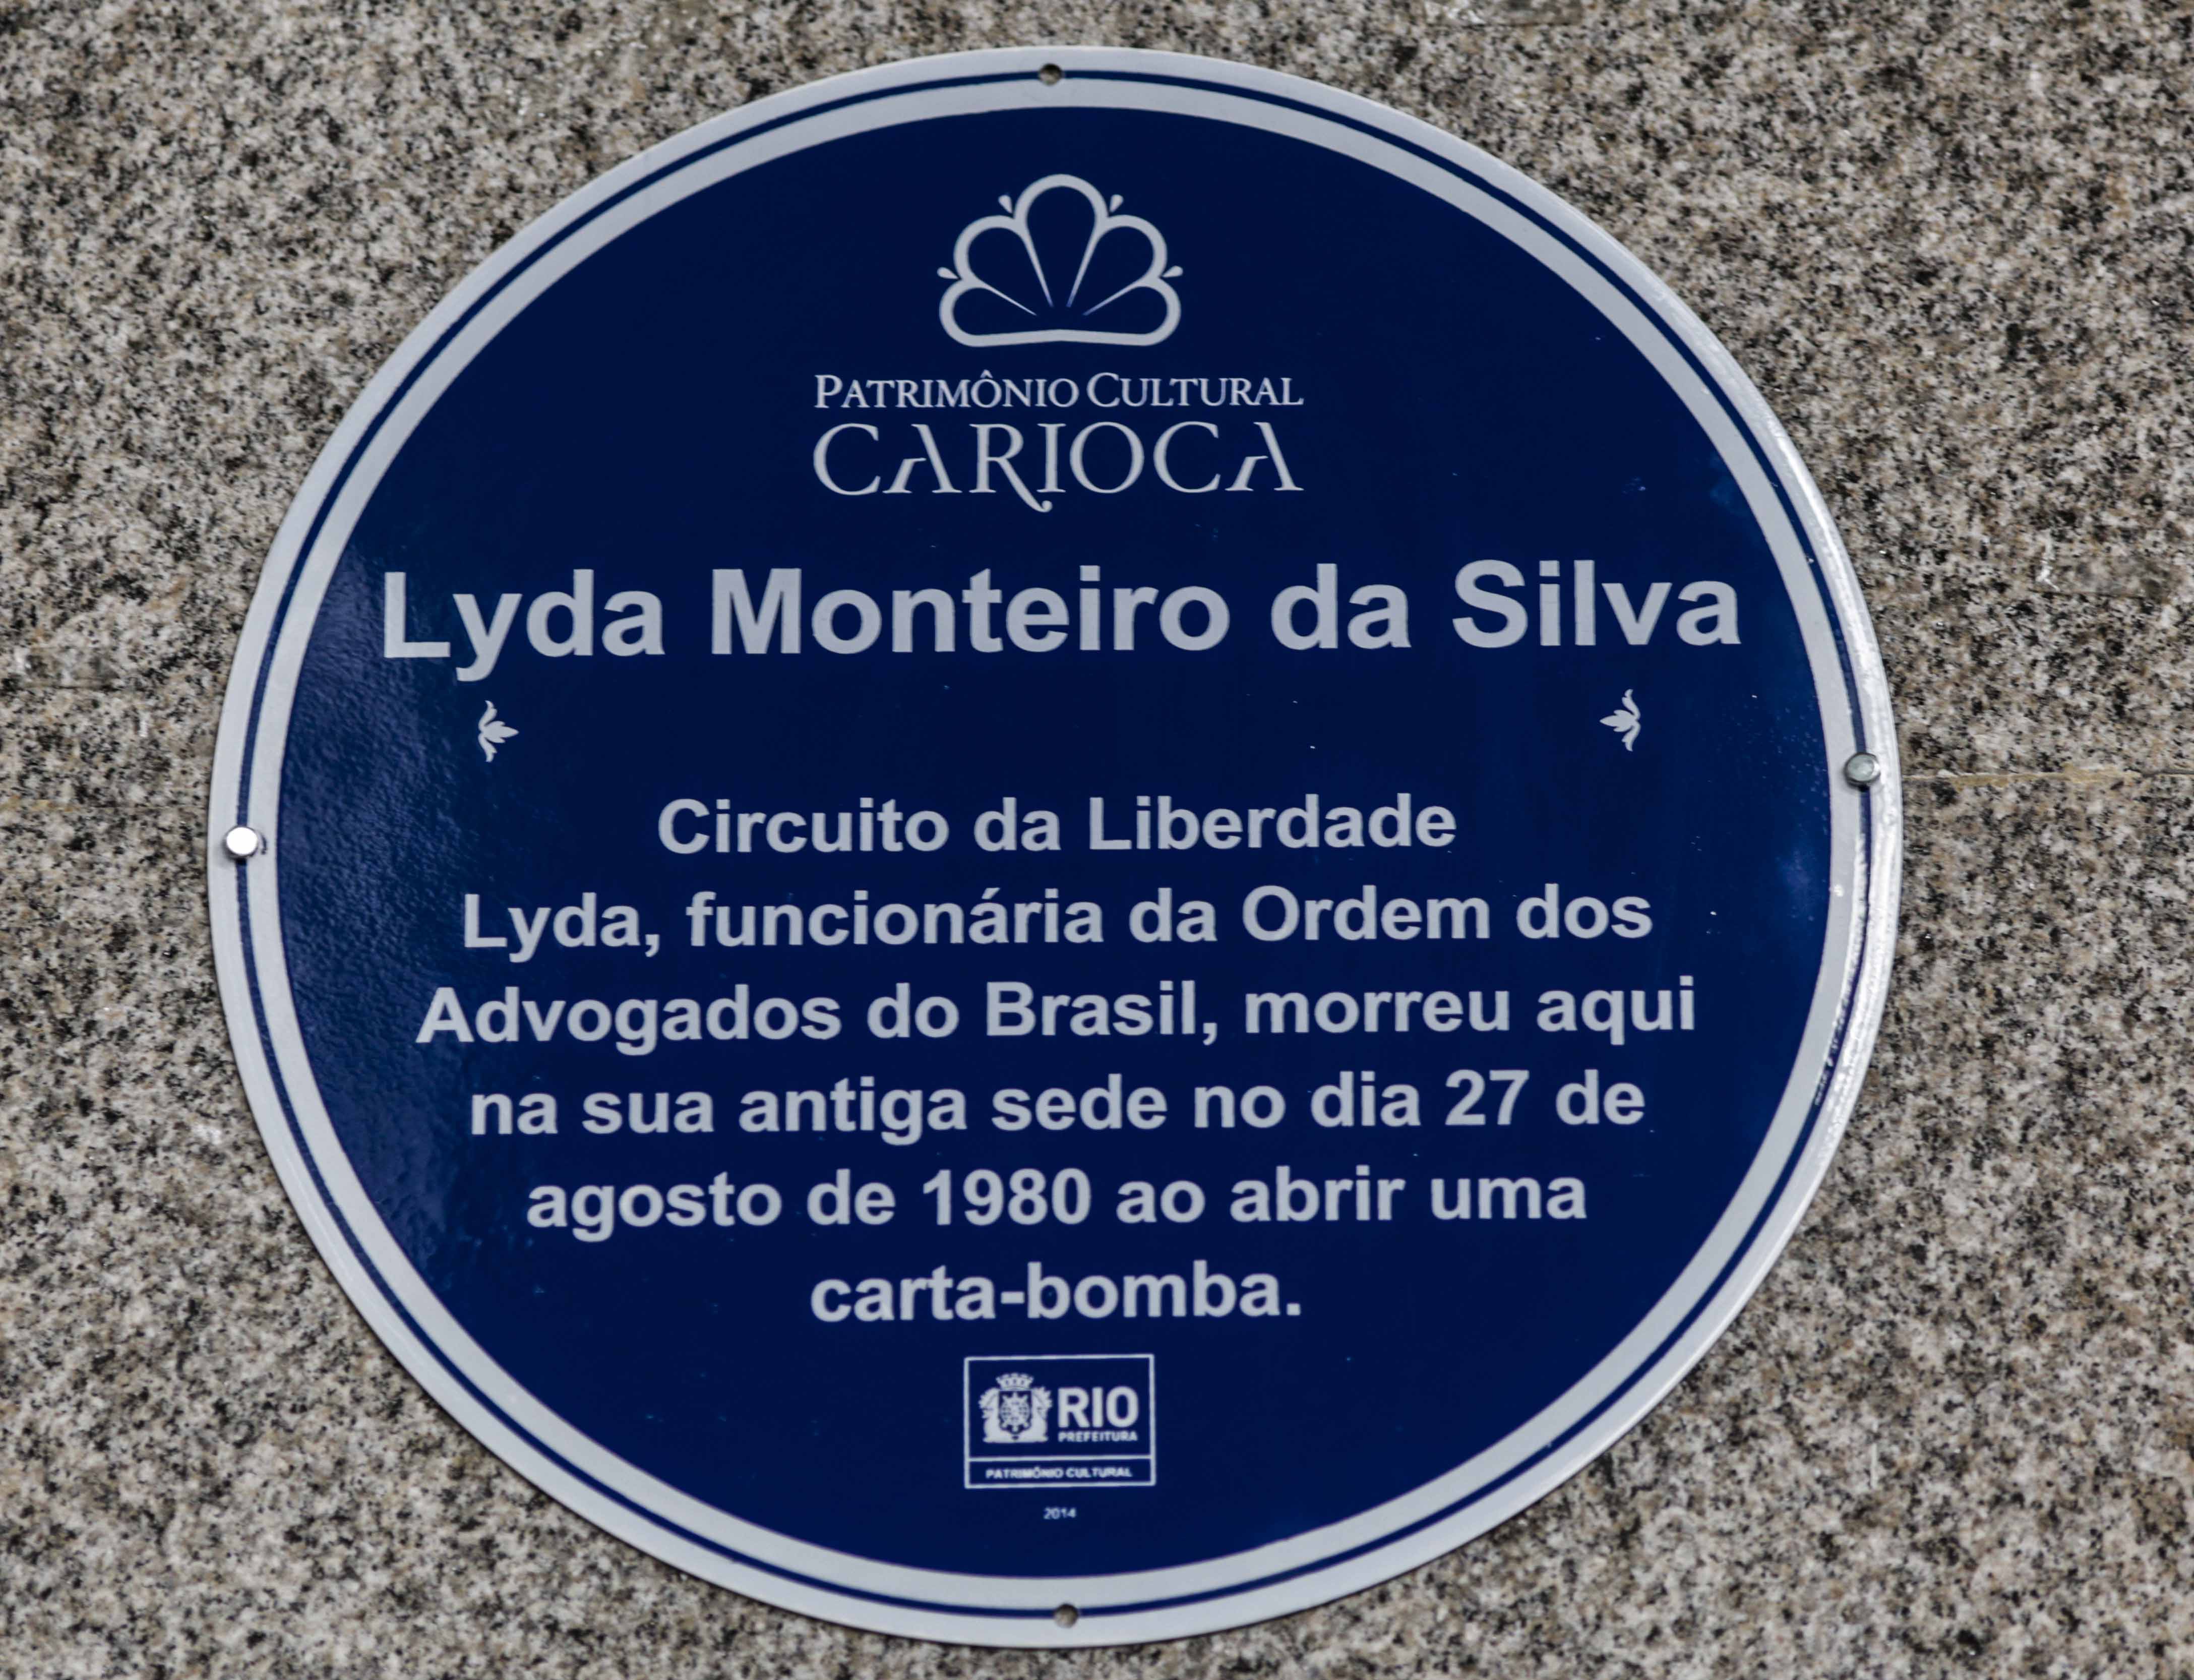 PATRIMÔNIO CULTURAL
CARIOCA
Lyda Monteiro da Silva
Circuito da Liberdade
Lyda, funcionária da Ordem dos
Advogados do Brasil, morreu aqui
na sua antiga sede no dia 27 de
agosto de 1980 ao abrir uma
carta-bomba.
RIO
PREFEITURA
PATRIMÔNIO CULTURAL
2014